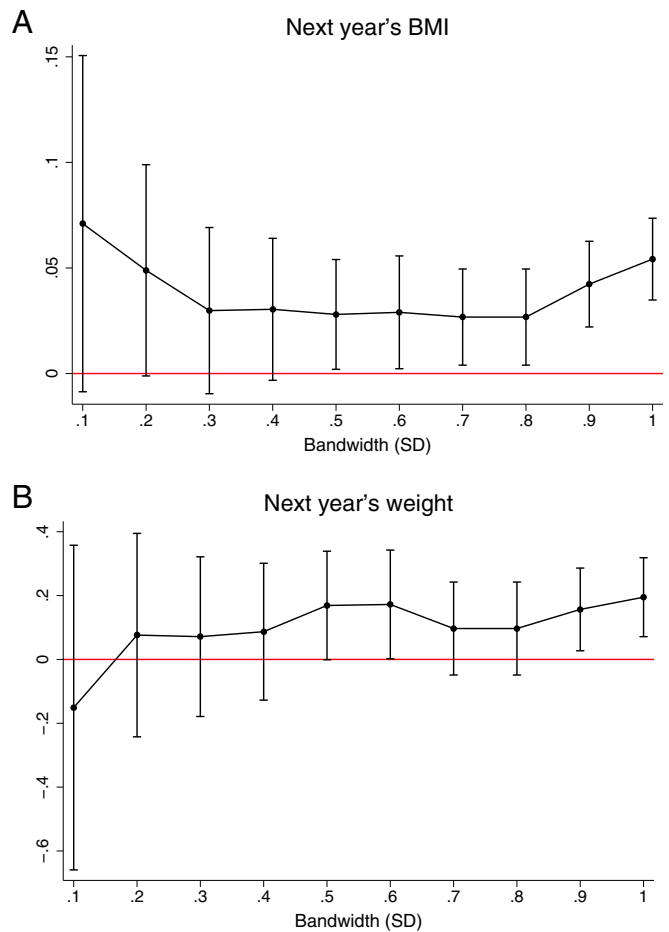 A
Next year's BMI
.15
.1
.05
0
.1 .2 .3 .4 .5 .6 .7 .8 .9 1
Bandwidth (SD)
B
Next year's weight
.4
.2
0
-.2
-.4
-.6
.1 .2 .3 .4 .5 .6 .7 .8 .9 1
Bandwidth (SD)